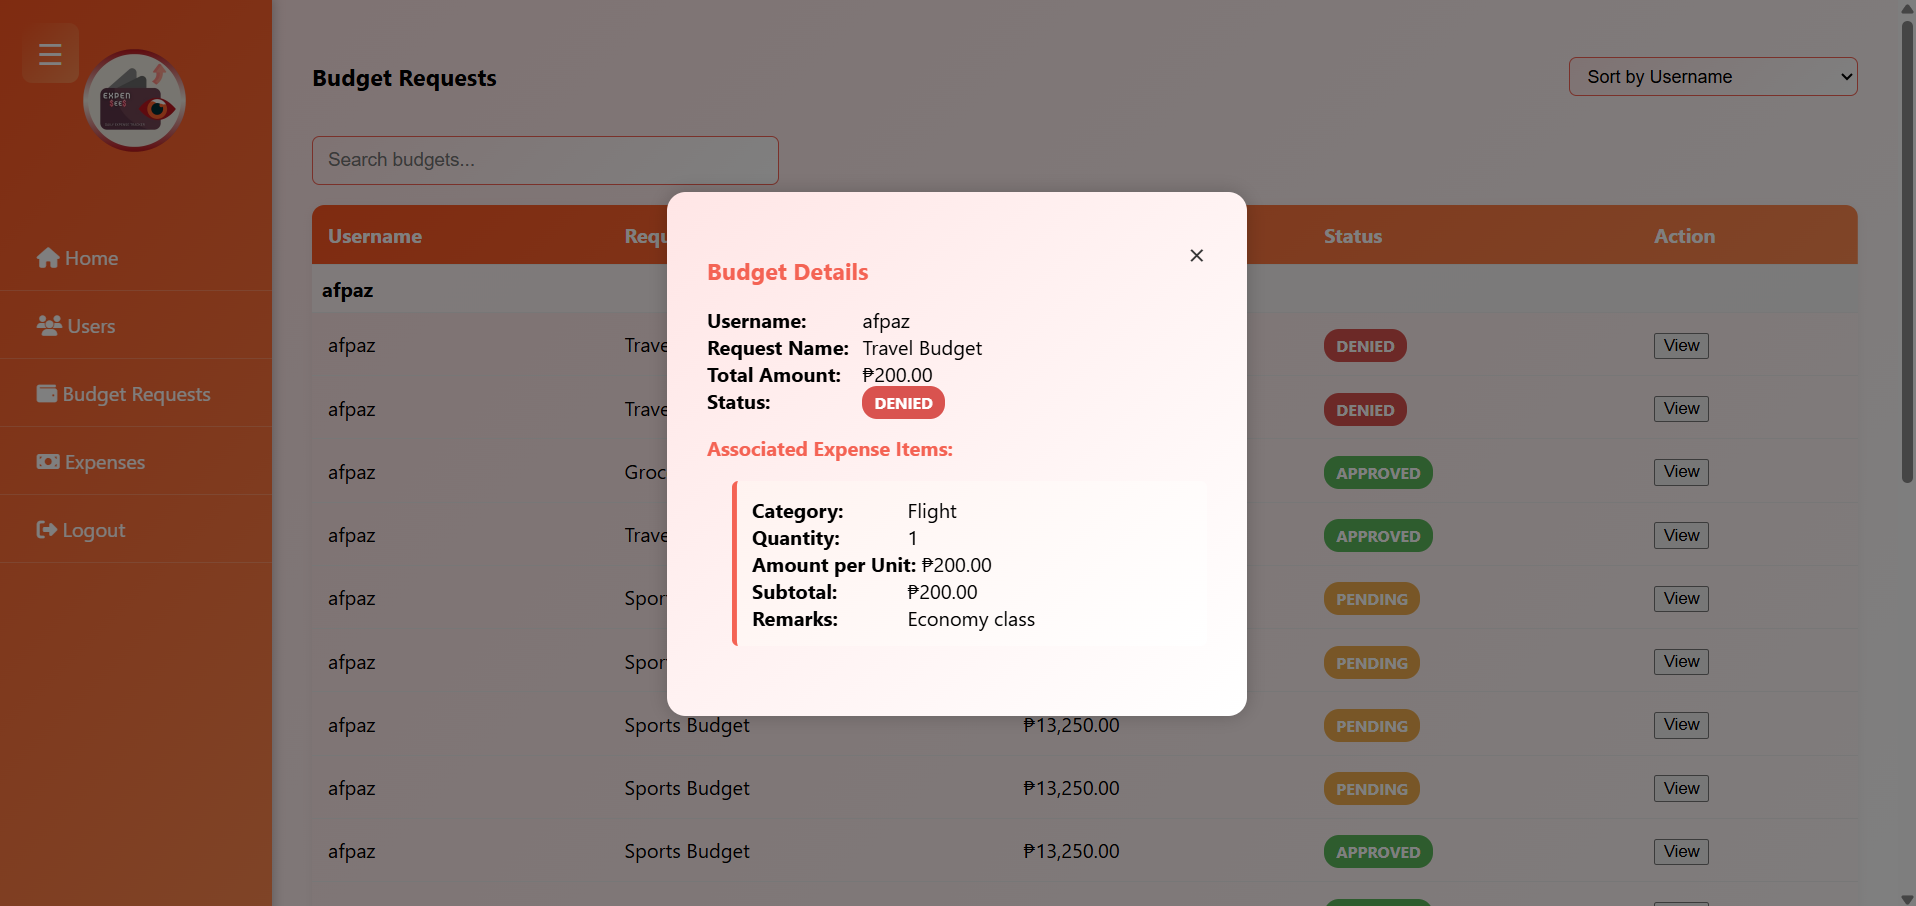 EXPEN
$EE$
Home
Users
Budget Requests
Expenses
Logout
Budget Requests
Sort by Username
Search budgets...
Username Requ Status Action
afpaz
afpaz Trave DENIED View
afpaz Trave DENIED View
afpaz Groc APPROVED View
afpaz Trave APPROVED View
afpaz Spor PENDING View
afpaz Spor PENDING View
afpaz Sports Budget ₱13,250.00 PENDING View
afpaz Sports Budget ₱13,250.00 PENDING View
afpaz Sports Budget ₱13,250.00 APPROVED View
×
Budget Details
Username: afpaz
Request Name: Travel Budget
Total Amount: ₱200.00
Status: DENIED
Associated Expense Items:
Category: Flight
Quantity: 1
Amount per Unit: ₱200.00
Subtotal: ₱200.00
Remarks: Economy class